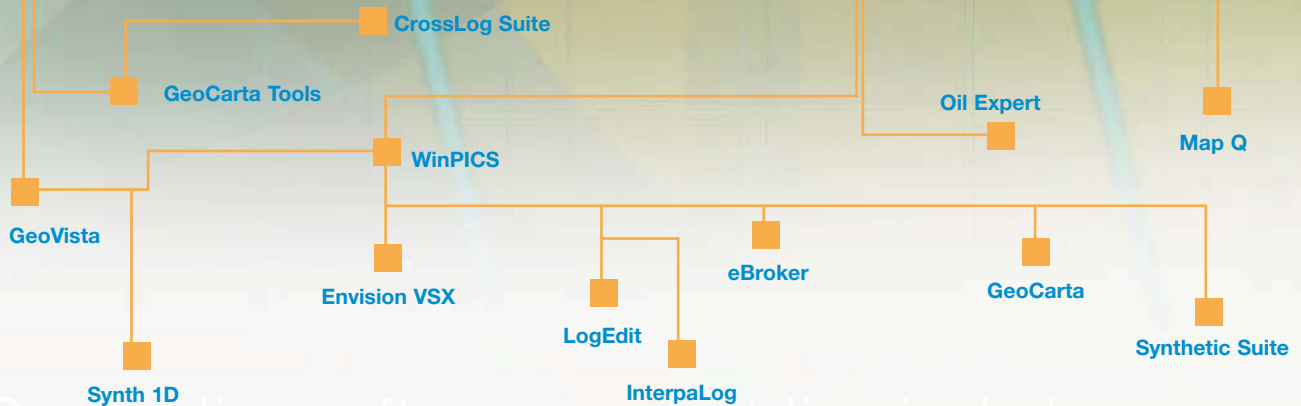 CrossLog Suite
GeoCarta Tools
Oil Expert
Map Q
WinPICS
GeoVista
eBroker
GeoCarta
Envision VSX
LogEdit
Synthetic Suite
Synth 1D
InterpaLog